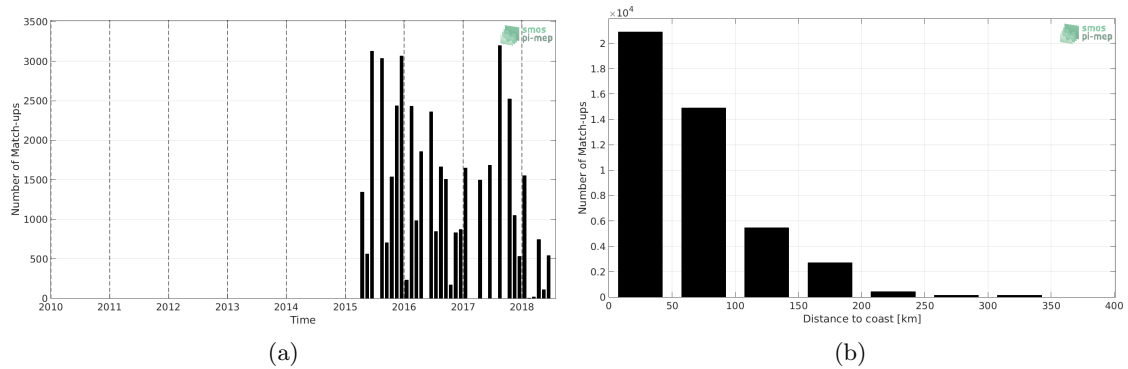 3500
3000
2500
2000
1500
1000
500
0
Number of Match-ups
2010 2011 2012 2013 2014 2015 2016 2017 2018
Time
smos
pi-mep
(a)
×10⁴
2
1.8
1.6
1.4
1.2
1
0.8
0.6
0.4
0.2
0
Number of Match-ups
0 50 100 150 200 250 300 350 400
Distance to coast [km]
smos
pi-mep
(b)